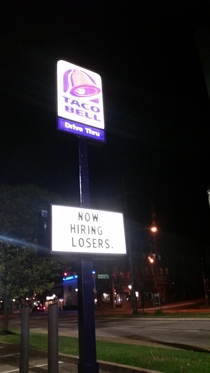 TACO
BELL
Drive Thru
NOW
HIRING
LOSERS.